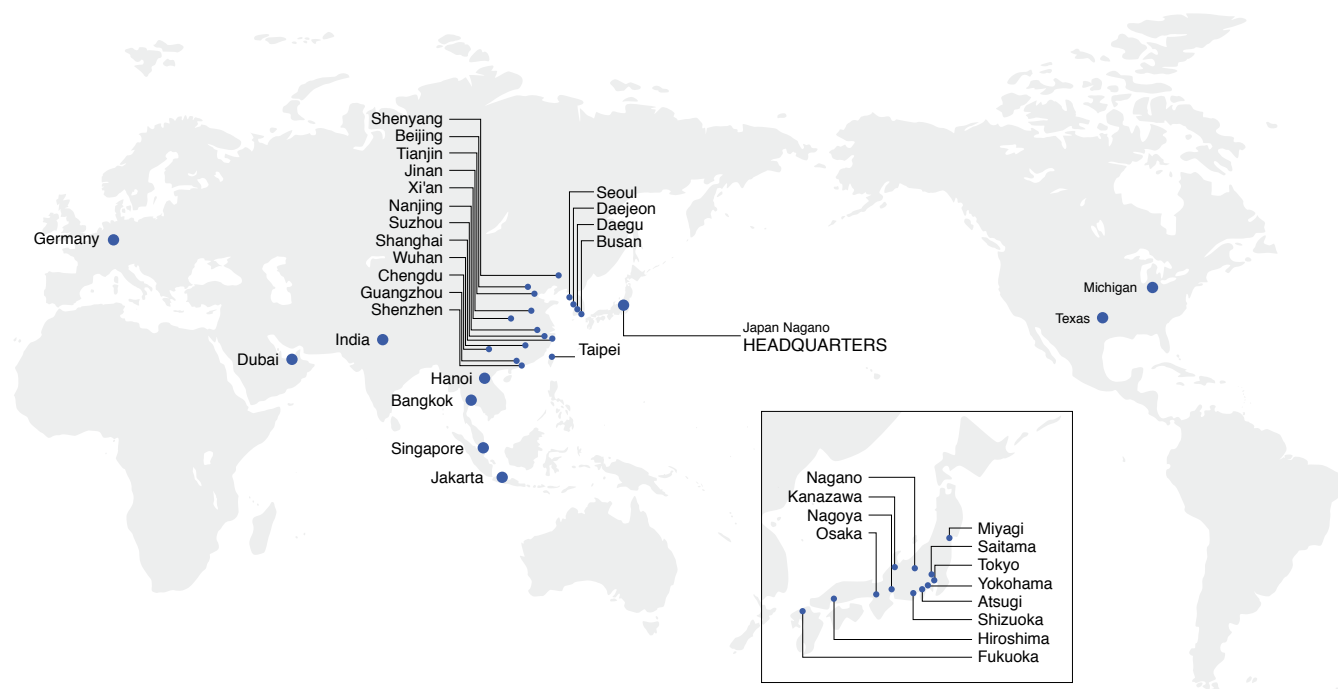 Shenyang
Beijing
Tianjin
Jinan
Xi'an
Nanjing
Suzhou
Shanghai
Wuhan
Chengdu
Guangzhou
Shenzhen
Seoul
Daejeon
Daegu
Busan
Germany
India
Dubai
Taipei
Hanoi
Bangkok
Singapore
Jakarta
Japan Nagano
HEADQUARTERS
Michigan
Texas
Nagano
Kanazawa
Nagoya
Osaka
Miyagi
Saitama
Tokyo
Yokohama
Atsugi
Shizuoka
Hiroshima
Fukuoka